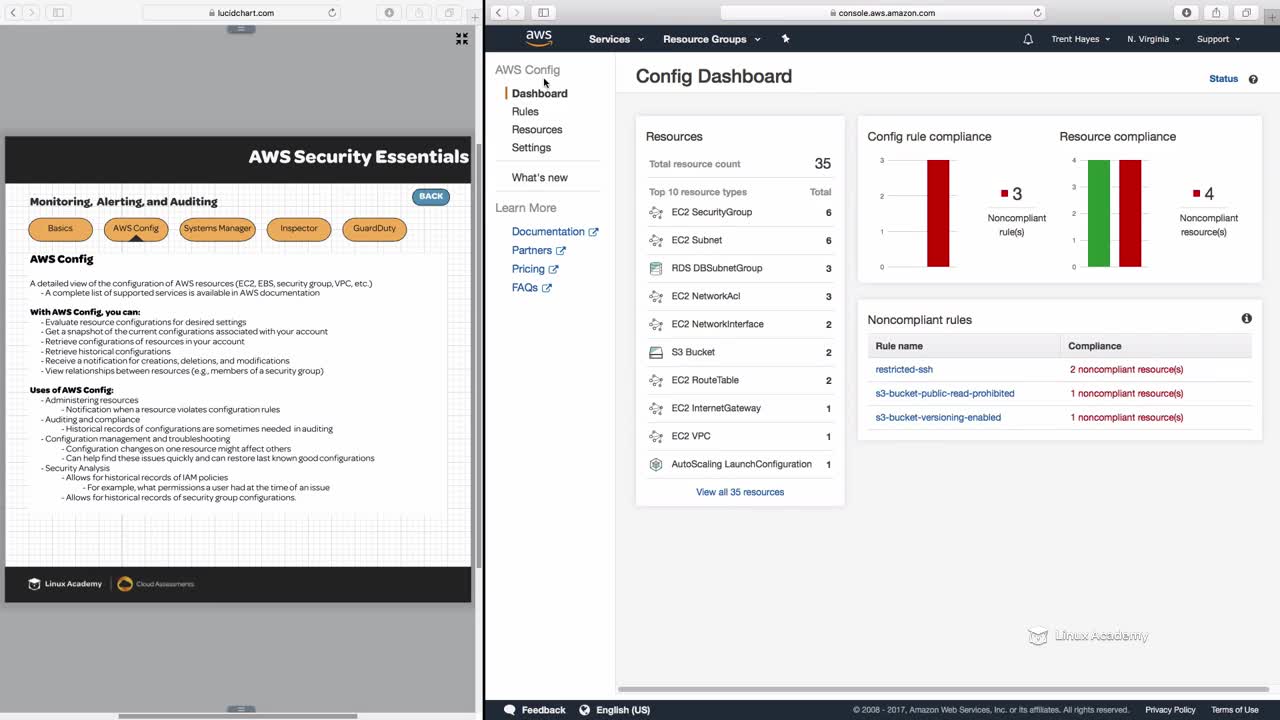 lucidchart.com
AWS Security Essentials
BACK
Monitoring, Alerting, and Auditing
Basics
AWS Config
Systems Manager
Inspector
GuardDuty
AWS Config
A detailed view of the configuration of AWS resources (EC2, EBS, security group, VPC, etc.)
- A complete list of supported services is available in AWS documentation
With AWS Config, you can:
- Evaluate resource configurations for desired settings
- Get a snapshot of the current configurations associated with your account
- Retrieve configurations of resources in your account
- Retrieve historical configurations
- Receive a notification for creations, deletions, and modifications
- View relationships between resources (e.g., members of a security group)
Uses of AWS Config:
- Administering resources
- Notification when a resource violates configuration rules
- Auditing and compliance
- Historical records of configurations are sometimes needed in auditing
- Configuration management and troubleshooting
- Configuration changes on one resource might affect others
- Can help find these issues quickly and can restore last known good configurations
- Security Analysis
- Allows for historical records of IAM policies
- For example, what permissions a user had at the time of an issue
- Allows for historical records of security group configurations.
Linux Academy
Cloud Assessments
console.aws.amazon.com
aws
Services
Resource Groups
Trent Hayes
N. Virginia
Support
AWS Config
Dashboard
Rules
Resources
Settings
What's new
Learn More
Documentation
Partners
Pricing
FAQs
Config Dashboard
Status
Resources
Total resource count 35
Top 10 resource types Total
EC2 SecurityGroup 6
EC2 Subnet 6
RDS DBSubnetGroup 3
EC2 NetworkAcl 3
EC2 NetworkInterface 2
S3 Bucket 2
EC2 RouteTable 2
EC2 InternetGateway 1
EC2 VPC 1
AutoScaling LaunchConfiguration 1
View all 35 resources
Config rule compliance
3
2
1
0
3
Noncompliant
rule(s)
Resource compliance
4
3
2
1
0
4
Noncompliant
resource(s)
Noncompliant rules
Rule name Compliance
restricted-ssh 2 noncompliant resource(s)
s3-bucket-public-read-prohibited 1 noncompliant resource(s)
s3-bucket-versioning-enabled 1 noncompliant resource(s)
Linux Academy
Feedback
English (US)
© 2008 - 2017, Amazon Web Services, Inc. or its affiliates. All rights reserved.
Privacy Policy
Terms of Use